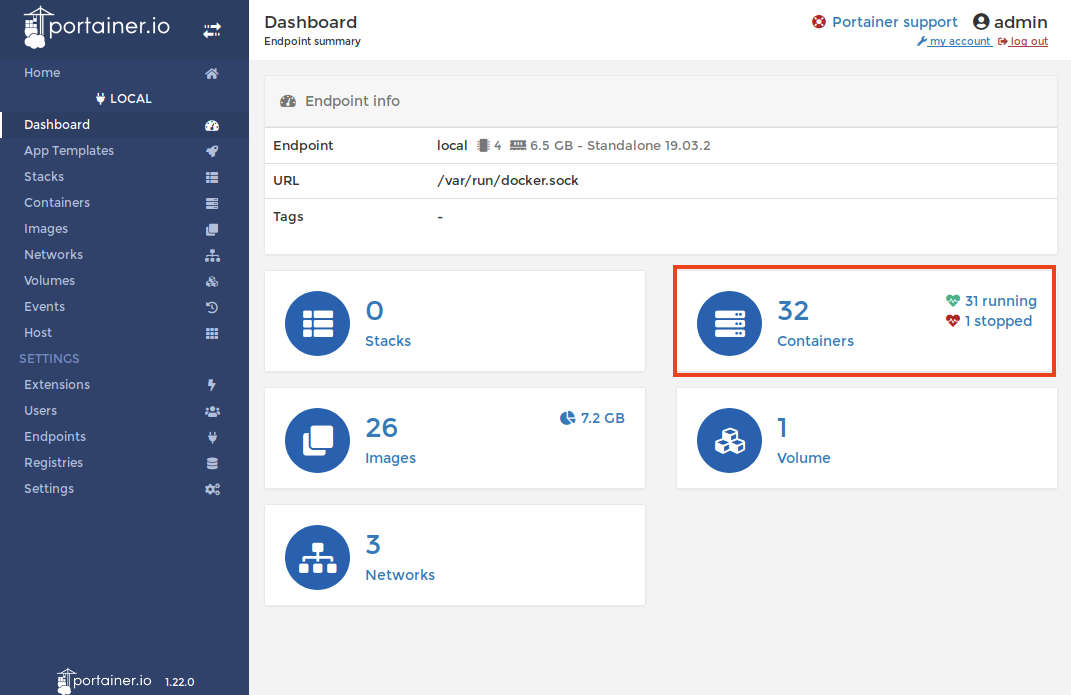 portainer.io
Home
LOCAL
Dashboard
App Templates
Stacks
Containers
Images
Networks
Volumes
Events
Host
SETTINGS
Extensions
Users
Endpoints
Registries
Settings
portainer.io 1.22.0
Dashboard
Endpoint summary
Portainer support admin
my account log out
Endpoint info
Endpoint local 4 6.5 GB - Standalone 19.03.2
URL /var/run/docker.sock
Tags -
0
Stacks
32
Containers
31 running
1 stopped
26
Images
7.2 GB
1
Volume
3
Networks